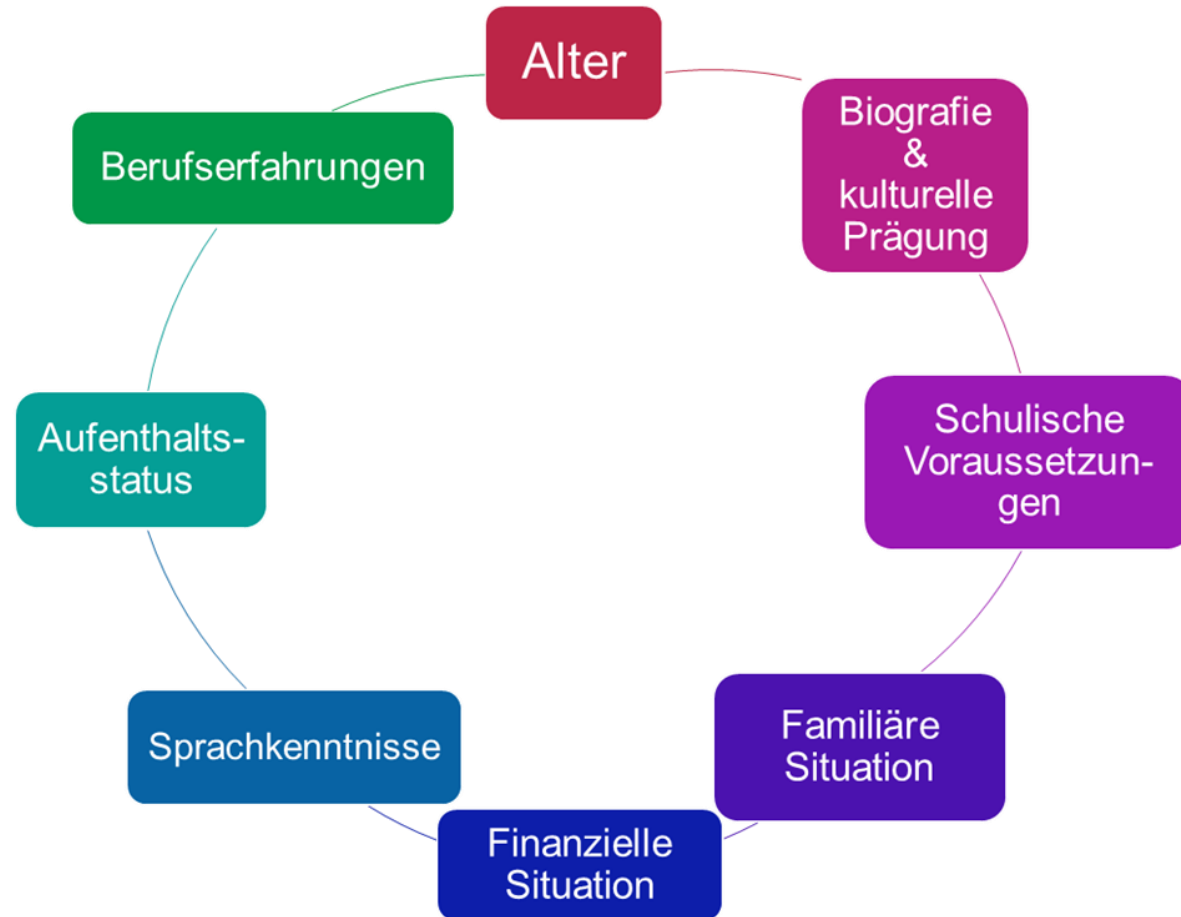 Alter
Biografie
&
kulturelle
Prägung
Schulische
Voraussetzun-
gen
Familiäre
Situation
Finanzielle
Situation
Sprachkenntnisse
Aufenthalts-
status
Berufserfahrungen